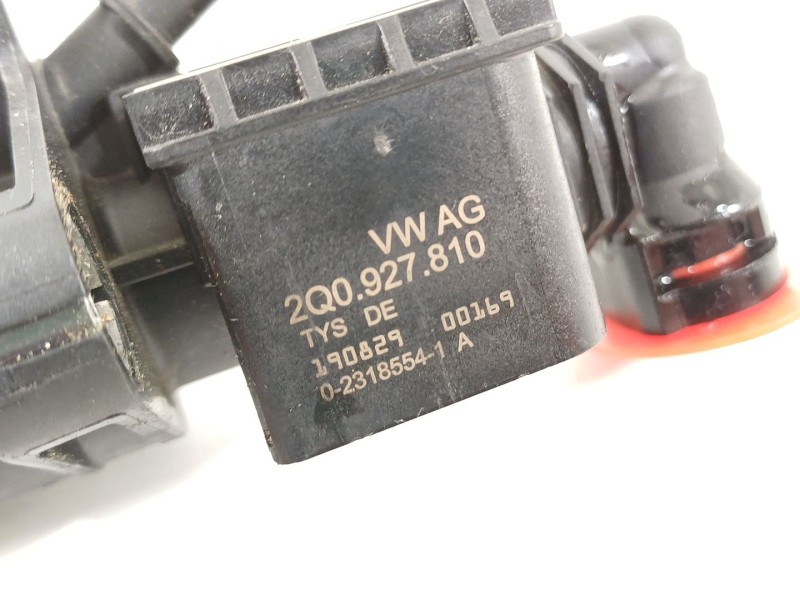 VW AG
2Q0.927.810
TYS DE
190829 00169
0-2318554-1 A